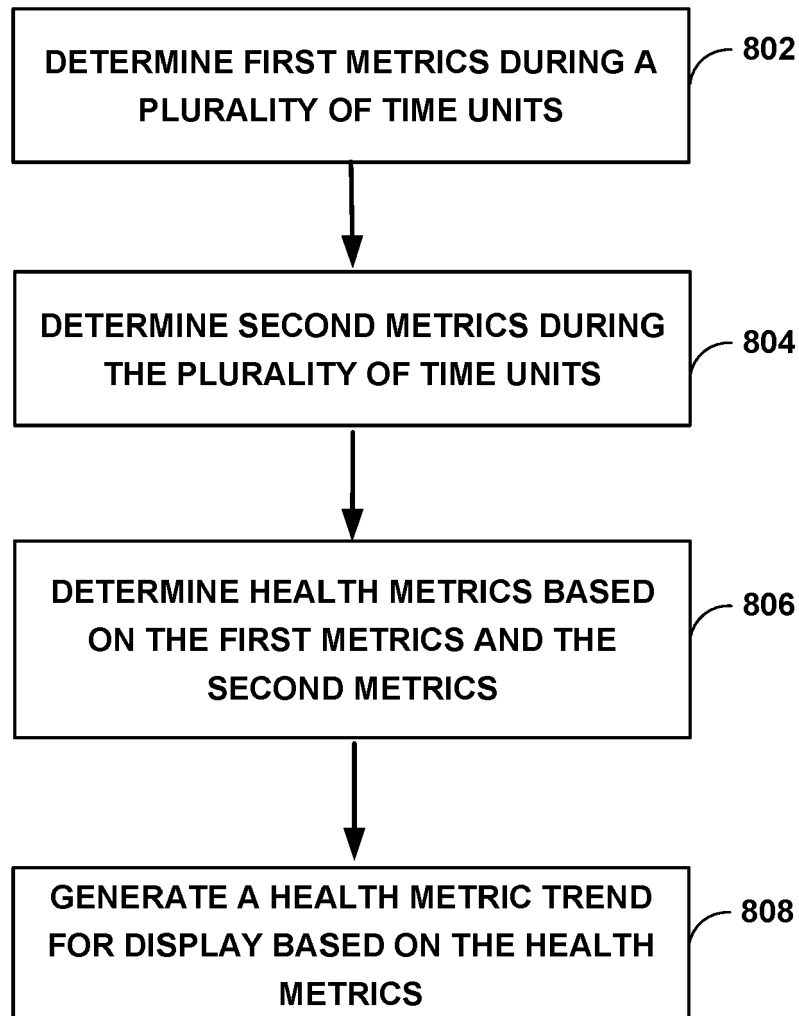 DETERMINE FIRST METRICS DURING A
PLURALITY OF TIME UNITS
802
DETERMINE SECOND METRICS DURING
THE PLURALITY OF TIME UNITS
804
DETERMINE HEALTH METRICS BASED
ON THE FIRST METRICS AND THE
SECOND METRICS
806
GENERATE A HEALTH METRIC TREND
FOR DISPLAY BASED ON THE HEALTH
METRICS
808